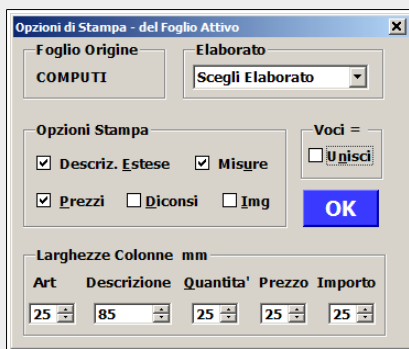 Opzioni di Stampa - del Foglio Attivo
Foglio Origine
COMPUTI
Elaborato
Scegli Elaborato
Opzioni Stampa
Descriz. Estese
Misure
Prezzi
Diconsi
Img
Voci =
Unisci
OK
Larghezze Colonne mm
Art Descrizione Quantita' Prezzo Importo
25 85 25 25 25